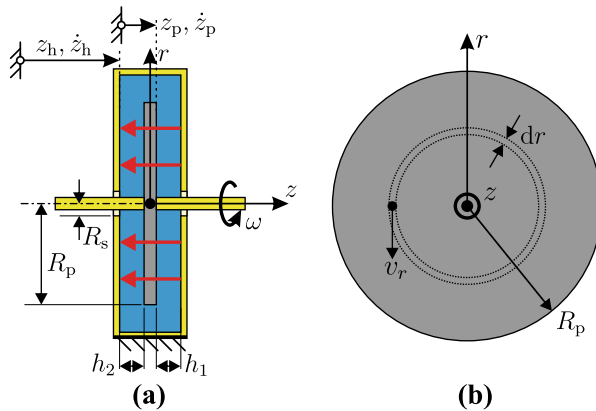 z_p, ż_p
z_h, ż_h
r
z
ω
R_s
R_p
h_2
h_1
(a)
r
dr
z
v_r
R_p
(b)